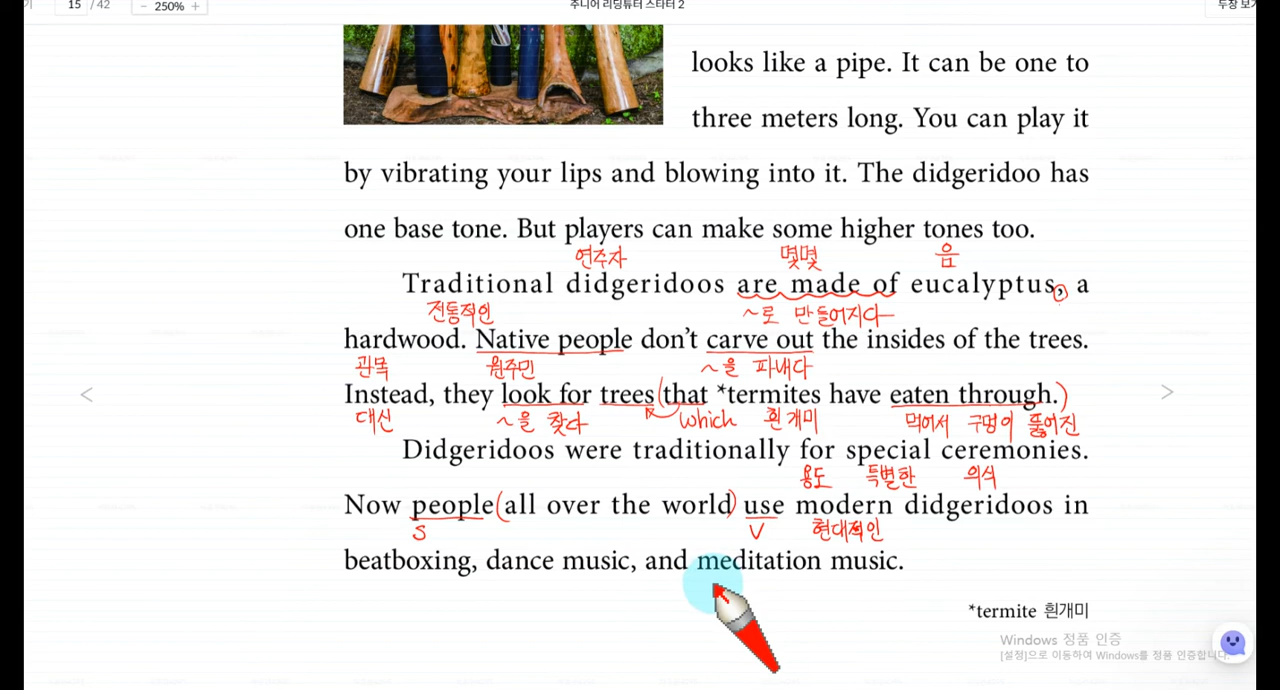 15 / 42
− 250% +
주니어 리딩튜터 스타터 2
두장 보기
looks like a pipe. It can be one to
three meters long. You can play it
by vibrating your lips and blowing into it. The didgeridoo has
one base tone. But players can make some higher tones too.
연주자 몇몇 음
Traditional didgeridoos are made of eucalyptus, a
전통적인 ~로 만들어지다
hardwood. Native people don't carve out the insides of the trees.
관목 원주민 ~을 파내다
Instead, they look for trees (that *termites have eaten through.)
대신 ~을 찾다 which 흰개미 먹어서 구멍이 뚫어진
Didgeridoos were traditionally for special ceremonies.
용도 특별한 의식
Now people (all over the world) use modern didgeridoos in
S V 현대적인
beatboxing, dance music, and meditation music.
*termite 흰개미
Windows 정품 인증
[설정]으로 이동하여 Windows를 정품 인증합니다.